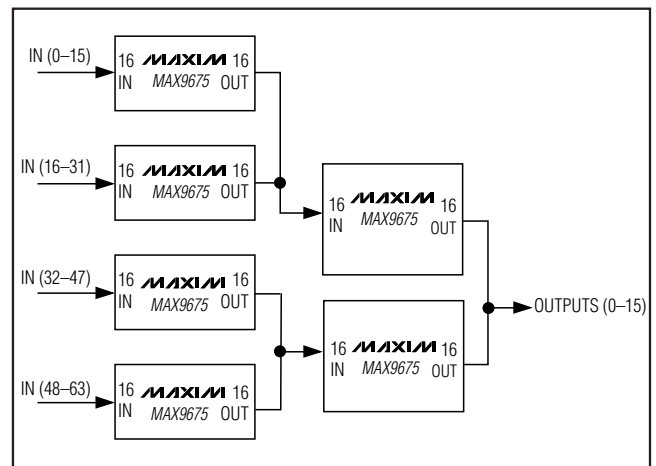 IN (0–15)
16 MAXIM 16
IN MAX9675 OUT
IN (16–31)
16 MAXIM 16
IN MAX9675 OUT
16 MAXIM 16
IN MAX9675 OUT
IN (32–47)
16 MAXIM 16
IN MAX9675 OUT
16 MAXIM 16
IN MAX9675 OUT
OUTPUTS (0–15)
IN (48–63)
16 MAXIM 16
IN MAX9675 OUT